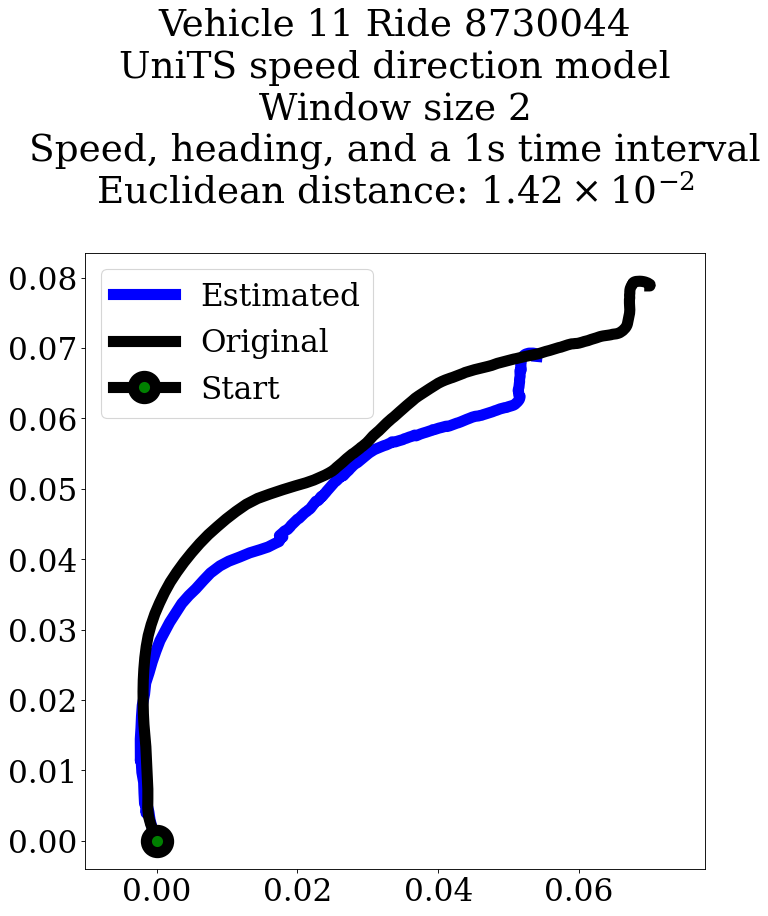 Vehicle 11 Ride 8730044
UniTS speed direction model
Window size 2
Speed, heading, and a 1s time interval
Euclidean distance: 1.42 × 10⁻²
Estimated
Original
Start
0.08
0.07
0.06
0.05
0.04
0.03
0.02
0.01
0.00
0.00 0.02 0.04 0.06